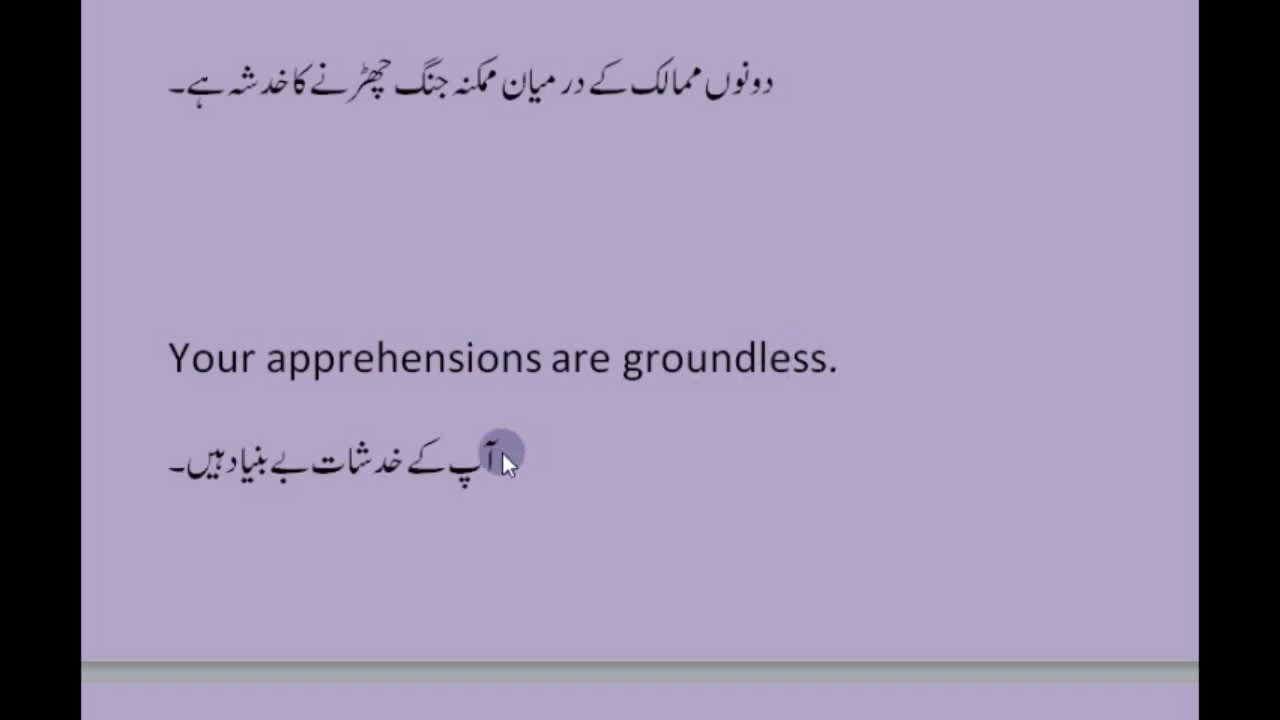 دونوں ممالک کے درمیان ممکنہ جنگ چھڑنے کا خدشہ ہے۔
Your apprehensions are groundless.
آپ کے خدشات بے بنیاد ہیں۔